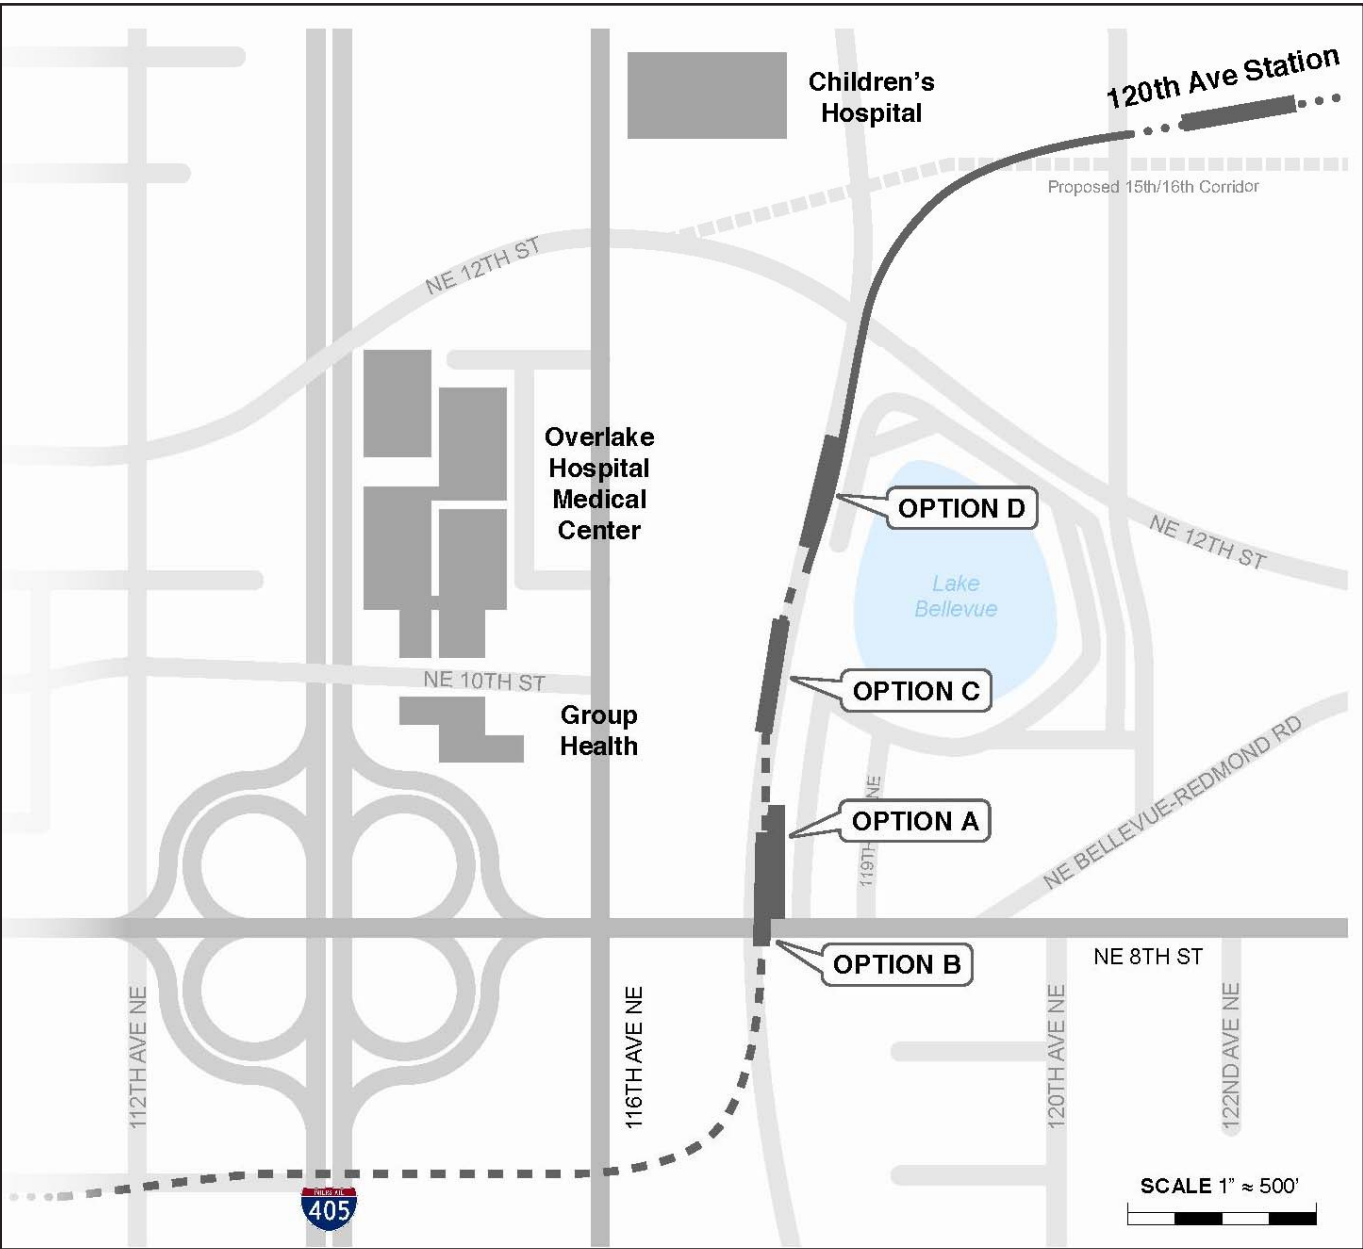 120th Ave Station
Children's
Hospital
Proposed 15th/16th Corridor
NE 12TH ST
Overlake
Hospital
Medical
Center
OPTION D
NE 12TH ST
Lake
Bellevue
NE 10TH ST
OPTION C
Group
Health
NE BELLEVUE-REDMOND RD
119TH
NE
OPTION A
OPTION B
NE 8TH ST
112TH AVE NE
116TH AVE NE
120TH AVE NE
122ND AVE NE
SCALE 1" ≈ 500'
405